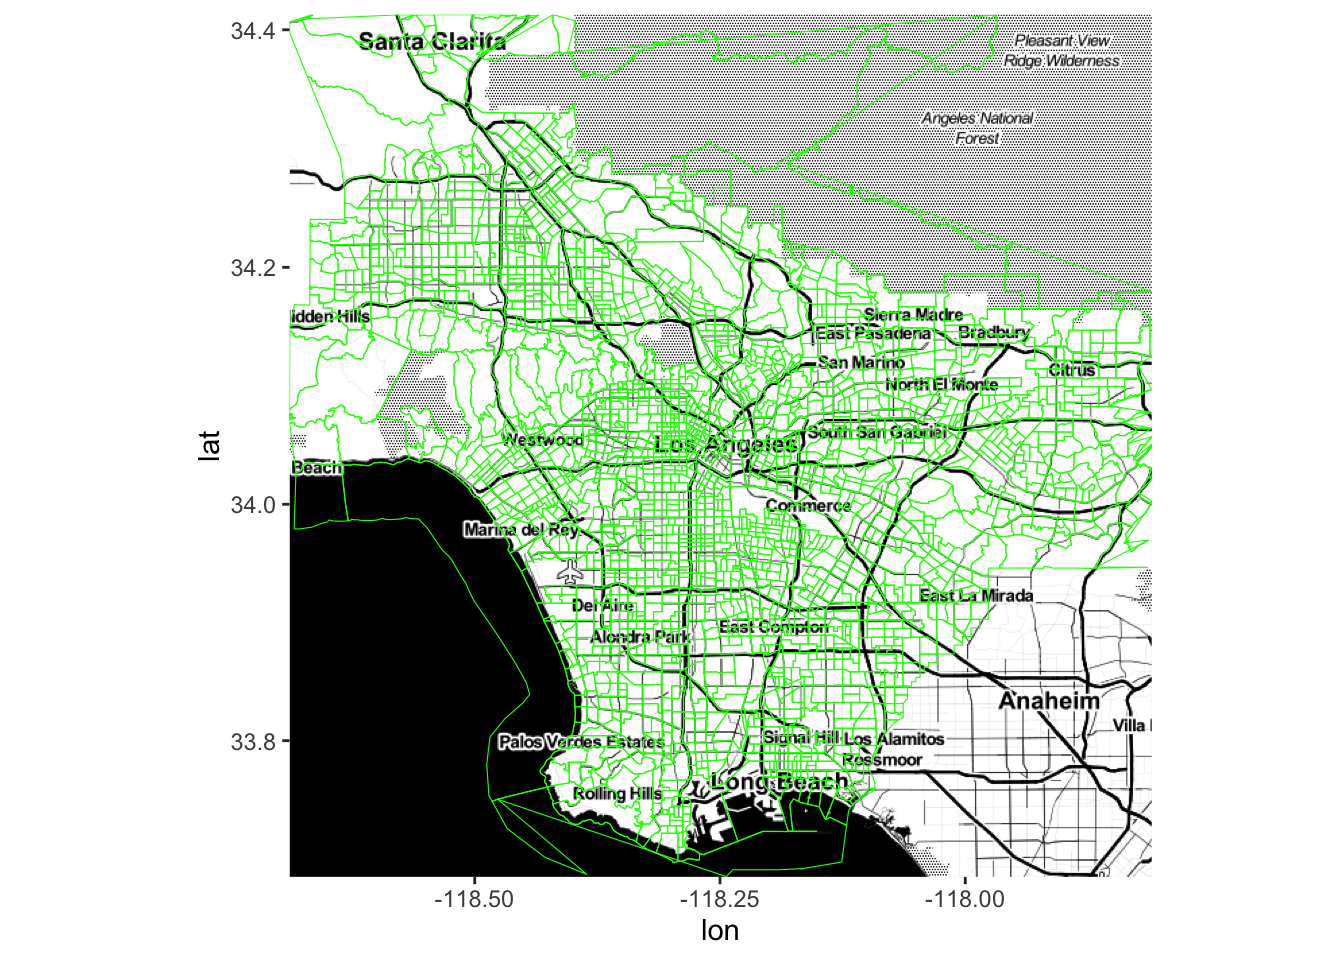 34.4
Santa Clarita
Pleasant View
Ridge Wilderness
Angeles National
Forest
34.2
idden Hills
Sierra Madre
East Pasadena
Bradbury
San Marino
Citrus
North El Monte
Westwood
Los Angeles
South San Gabriel
lat
Beach
34.0
Commerce
Marina del Rey
East La Mirada
Del Aire
East Compton
Alondra Park
Anaheim
Villa
33.8
Palos Verdes Estates
Signal Hill
Los Alamitos
Rossmoor
Long Beach
Rolling Hills
-118.50
-118.25
-118.00
lon